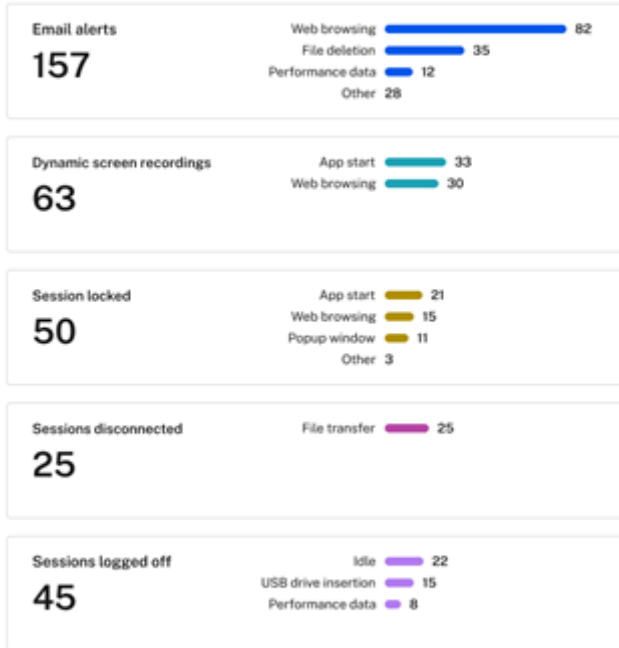 Email alerts
157
Web browsing 82
File deletion 35
Performance data 12
Other 28
Dynamic screen recordings
63
App start 33
Web browsing 30
Session locked
50
App start 21
Web browsing 15
Popup window 11
Other 3
Sessions disconnected
25
File transfer 25
Sessions logged off
45
Idle 22
USB drive insertion 15
Performance data 8